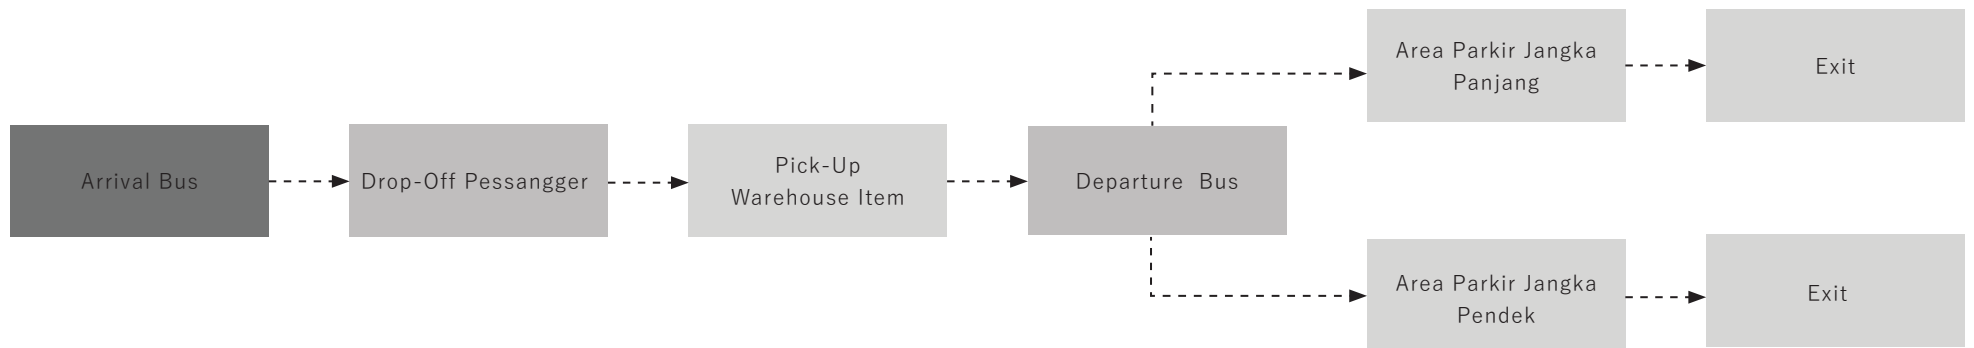 Arrival Bus
Drop-Off Pessangger
Pick-Up
Warehouse Item
Departure Bus
Area Parkir Jangka
Panjang
Exit
Area Parkir Jangka
Pendek
Exit